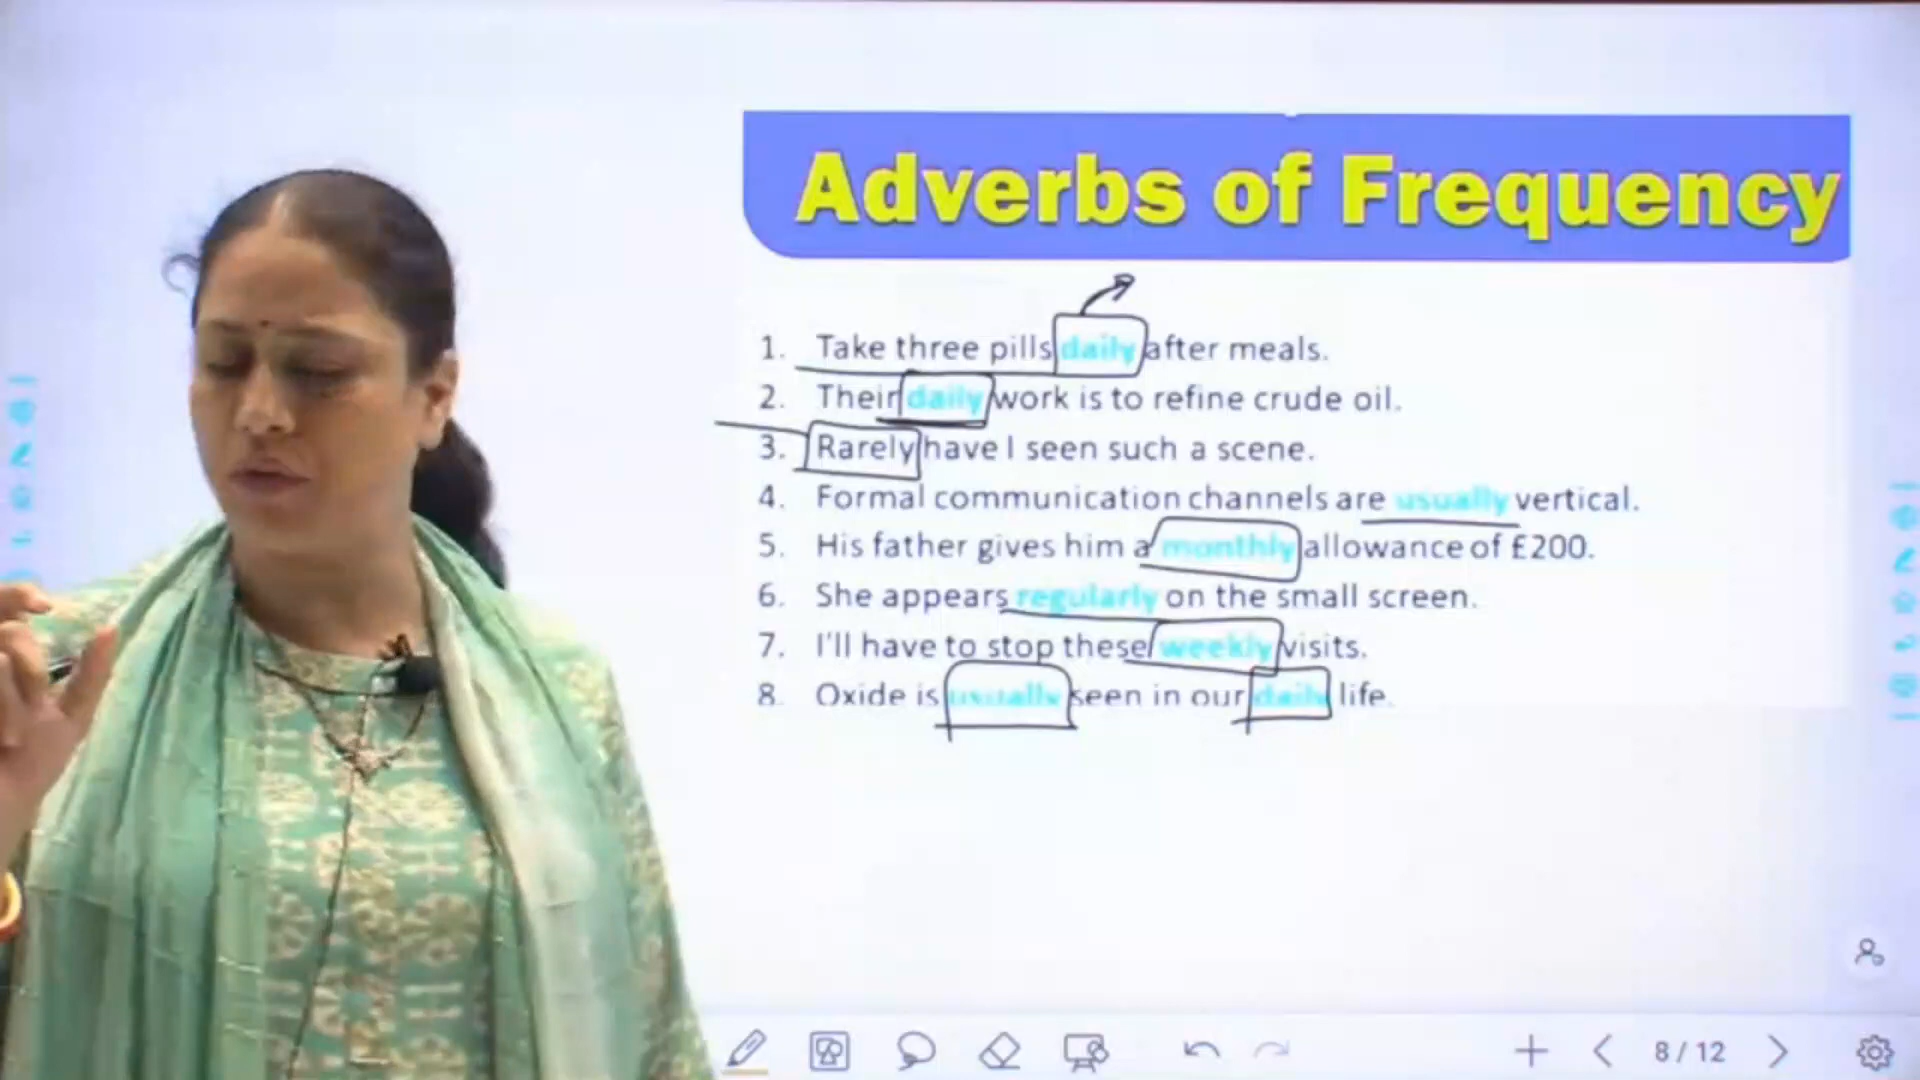 Adverbs of Frequency
1. Take three pills daily after meals.
2. Their daily work is to refine crude oil.
3. Rarely have I seen such a scene.
4. Formal communication channels are usually vertical.
5. His father gives him a monthly allowance of £200.
6. She appears regularly on the small screen.
7. I'll have to stop these weekly visits.
8. Oxide is usually seen in our daily life.
8 / 12